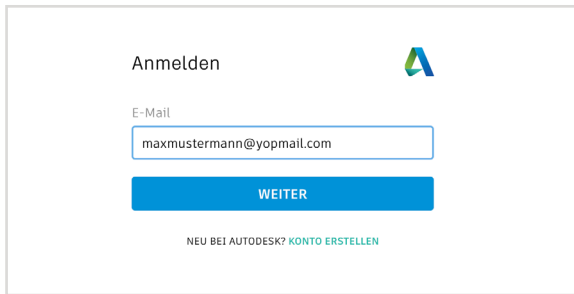 Anmelden
E-Mail
maxmustermann@yopmail.com
WEITER
NEU BEI AUTODESK? KONTO ERSTELLEN